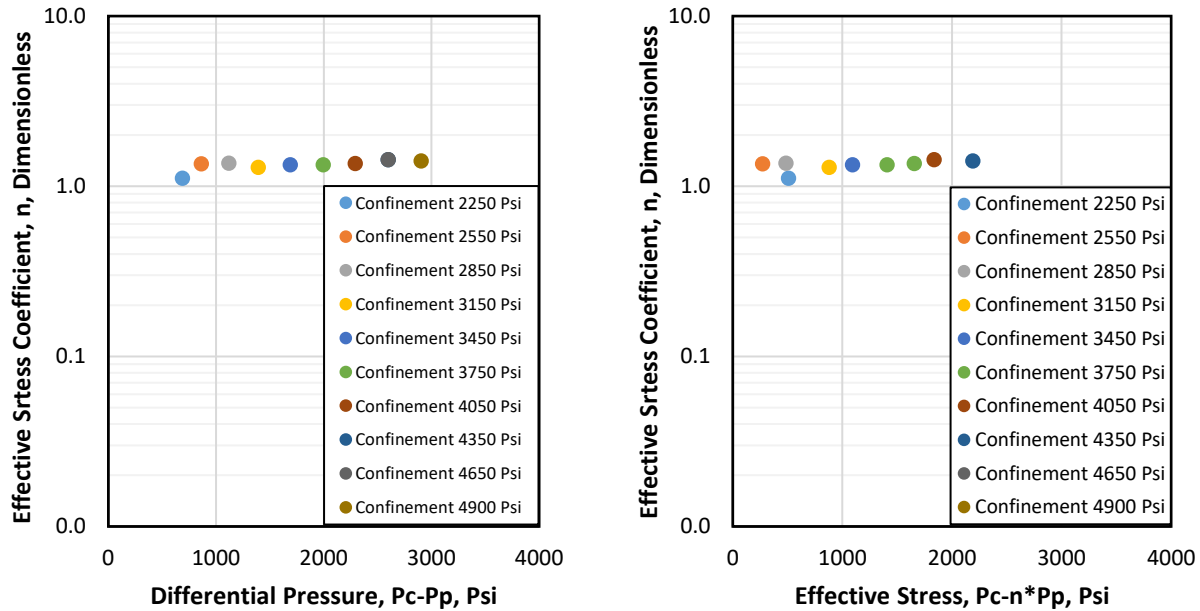 Effective Srtess Coefficient, n, Dimensionless
10.0
1.0
0.1
0.0
Confinement 2250 Psi
Confinement 2550 Psi
Confinement 2850 Psi
Confinement 3150 Psi
Confinement 3450 Psi
Confinement 3750 Psi
Confinement 4050 Psi
Confinement 4350 Psi
Confinement 4650 Psi
Confinement 4900 Psi
0 1000 2000 3000 4000
Differential Pressure, Pc-Pp, Psi
Effective Srtess Coefficient, n, Dimensionless
10.0
1.0
0.1
0.0
Confinement 2250 Psi
Confinement 2550 Psi
Confinement 2850 Psi
Confinement 3150 Psi
Confinement 3450 Psi
Confinement 3750 Psi
Confinement 4050 Psi
Confinement 4350 Psi
Confinement 4650 Psi
Confinement 4900 Psi
0 1000 2000 3000 4000
Effective Stress, Pc-n*Pp, Psi